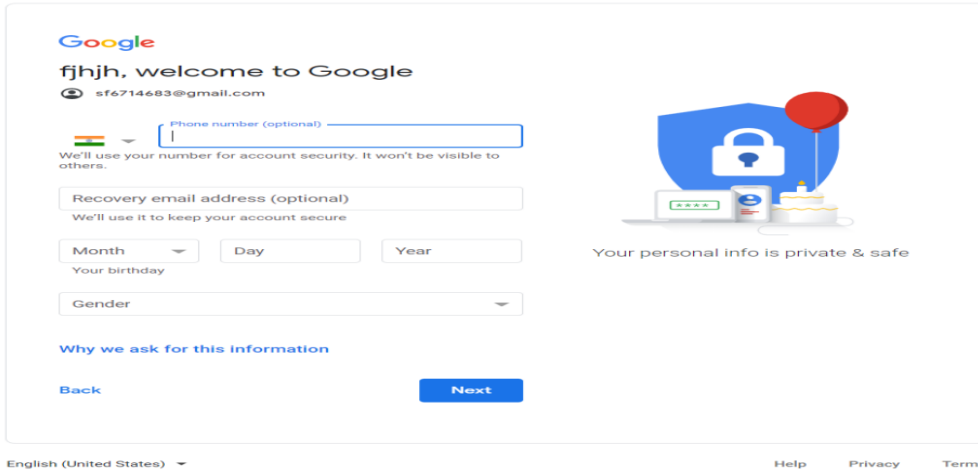 Google
fjhjh, welcome to Google
sf6714683@gmail.com
Phone number (optional)
We'll use your number for account security. It won't be visible to
others.
Recovery email address (optional)
We'll use it to keep your account secure
Month Day Year
Your birthday
Gender
Why we ask for this information
Back Next
Your personal info is private & safe
English (United States) Help Privacy Term